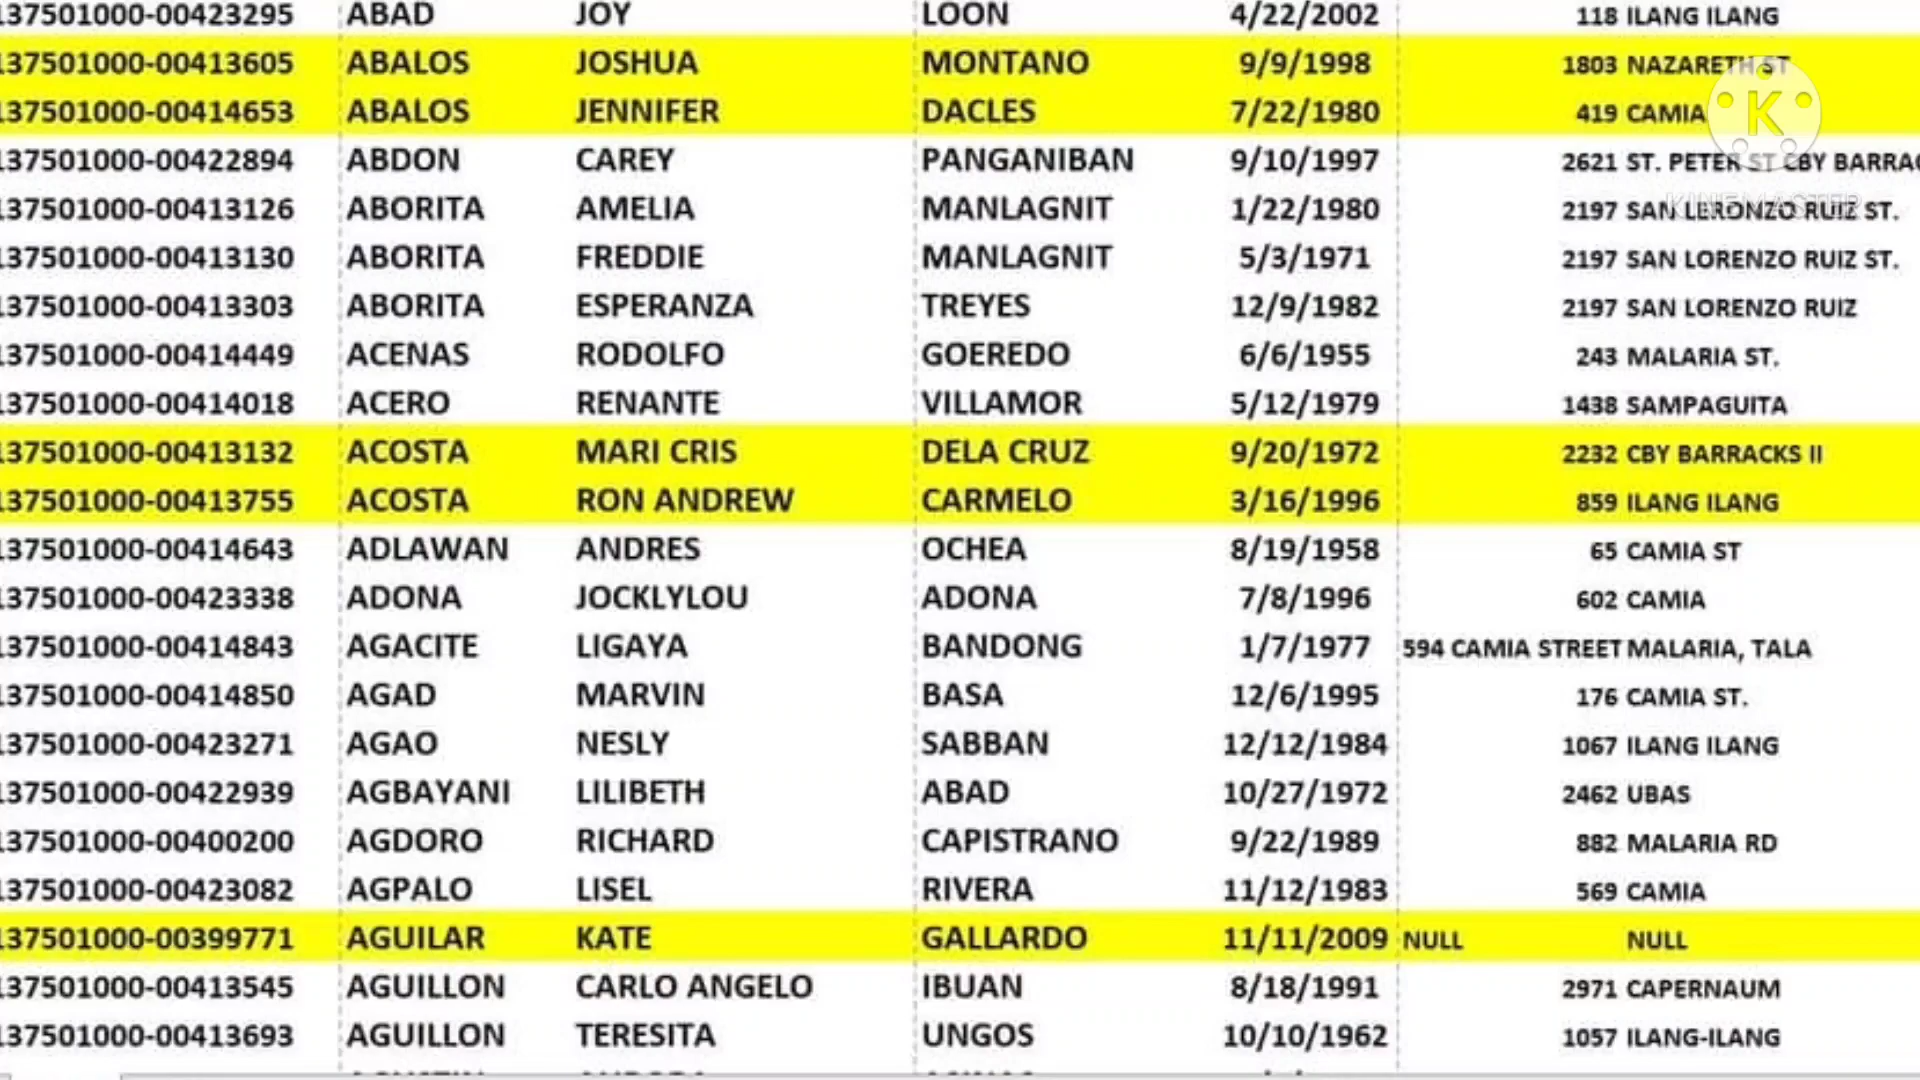 137501000-00423295 ABAD JOY LOON 4/22/2002 118 ILANG ILANG
137501000-00413605 ABALOS JOSHUA MONTANO 9/9/1998 1803 NAZARETH ST
137501000-00414653 ABALOS JENNIFER DACLES 7/22/1980 419 CAMIA
137501000-00422894 ABDON CAREY PANGANIBAN 9/10/1997 2621 ST. PETER ST CBY BARRAC
137501000-00413126 ABORITA AMELIA MANLAGNIT 1/22/1980 2197 SAN LERONZO RUIZ ST.
137501000-00413130 ABORITA FREDDIE MANLAGNIT 5/3/1971 2197 SAN LORENZO RUIZ ST.
137501000-00413303 ABORITA ESPERANZA TREYES 12/9/1982 2197 SAN LORENZO RUIZ
137501000-00414449 ACENAS RODOLFO GOEREDO 6/6/1955 243 MALARIA ST.
137501000-00414018 ACERO RENANTE VILLAMOR 5/12/1979 1438 SAMPAGUITA
137501000-00413132 ACOSTA MARI CRIS DELA CRUZ 9/20/1972 2232 CBY BARRACKS II
137501000-00413755 ACOSTA RON ANDREW CARMELO 3/16/1996 859 ILANG ILANG
137501000-00414643 ADLAWAN ANDRES OCHEA 8/19/1958 65 CAMIA ST
137501000-00423338 ADONA JOCKLYLOU ADONA 7/8/1996 602 CAMIA
137501000-00414843 AGACITE LIGAYA BANDONG 1/7/1977 594 CAMIA STREET MALARIA, TALA
137501000-00414850 AGAD MARVIN BASA 12/6/1995 176 CAMIA ST.
137501000-00423271 AGAO NESLY SABBAN 12/12/1984 1067 ILANG ILANG
137501000-00422939 AGBAYANI LILIBETH ABAD 10/27/1972 2462 UBAS
137501000-00400200 AGDORO RICHARD CAPISTRANO 9/22/1989 882 MALARIA RD
137501000-00423082 AGPALO LISEL RIVERA 11/12/1983 569 CAMIA
137501000-00399771 AGUILAR KATE GALLARDO 11/11/2009 NULL NULL
137501000-00413545 AGUILLON CARLO ANGELO IBUAN 8/18/1991 2971 CAPERNAUM
137501000-00413693 AGUILLON TERESITA UNGOS 10/10/1962 1057 ILANG-ILANG
K
KINEMASTER